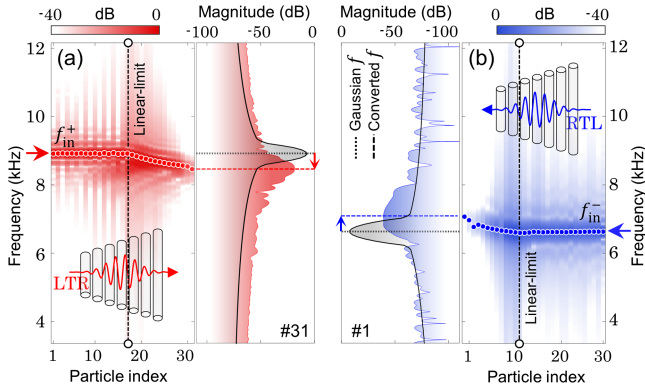 -40 dB 0
Magnitude (dB)
-100 -50 0
Magnitude (dB)
0 -50 -100
0 dB -40
(a)
Linear-limit
f_in^+
LTR
12
10
8
6
4
Frequency (kHz)
1 10 20 30
Particle index
#31
Gaussian f
Converted f
#1
(b)
RTL
f_in^-
Linear-limit
12
10
8
6
4
Frequency (kHz)
1 10 20 30
Particle index